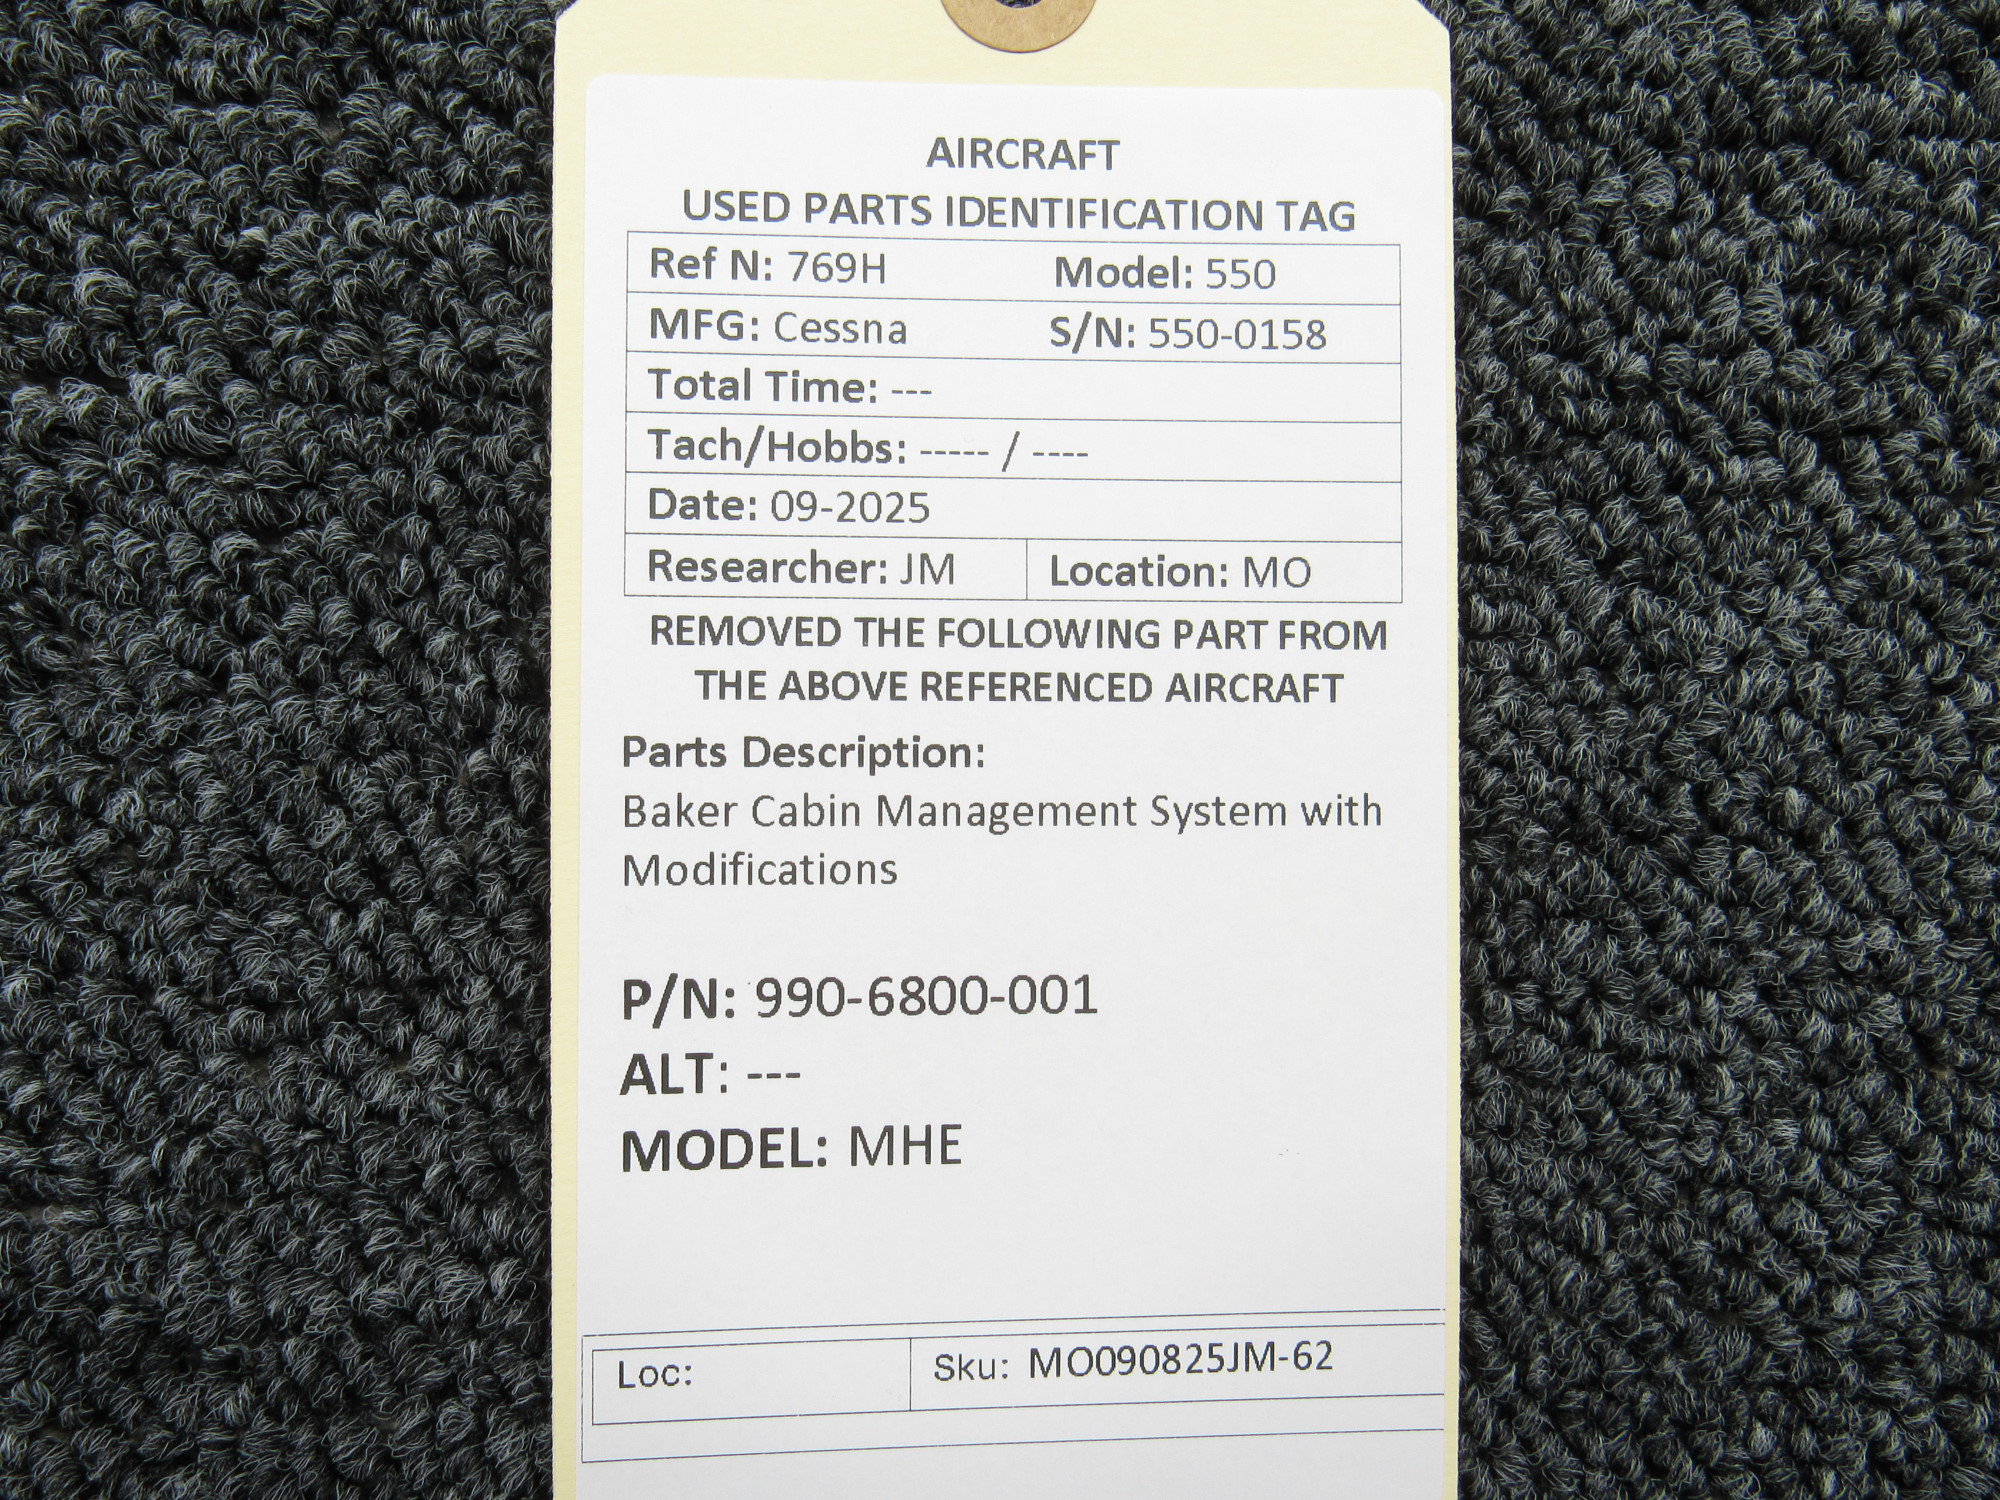 AIRCRAFT
USED PARTS IDENTIFICATION TAG
Ref N: 769H Model: 550
MFG: Cessna S/N: 550-0158
Total Time: ---
Tach/Hobbs: ----- / ----
Date: 09-2025
Researcher: JM Location: MO
REMOVED THE FOLLOWING PART FROM
THE ABOVE REFERENCED AIRCRAFT
Parts Description:
Baker Cabin Management System with
Modifications
P/N: 990-6800-001
ALT: ---
MODEL: MHE
Loc: Sku: MO090825JM-62